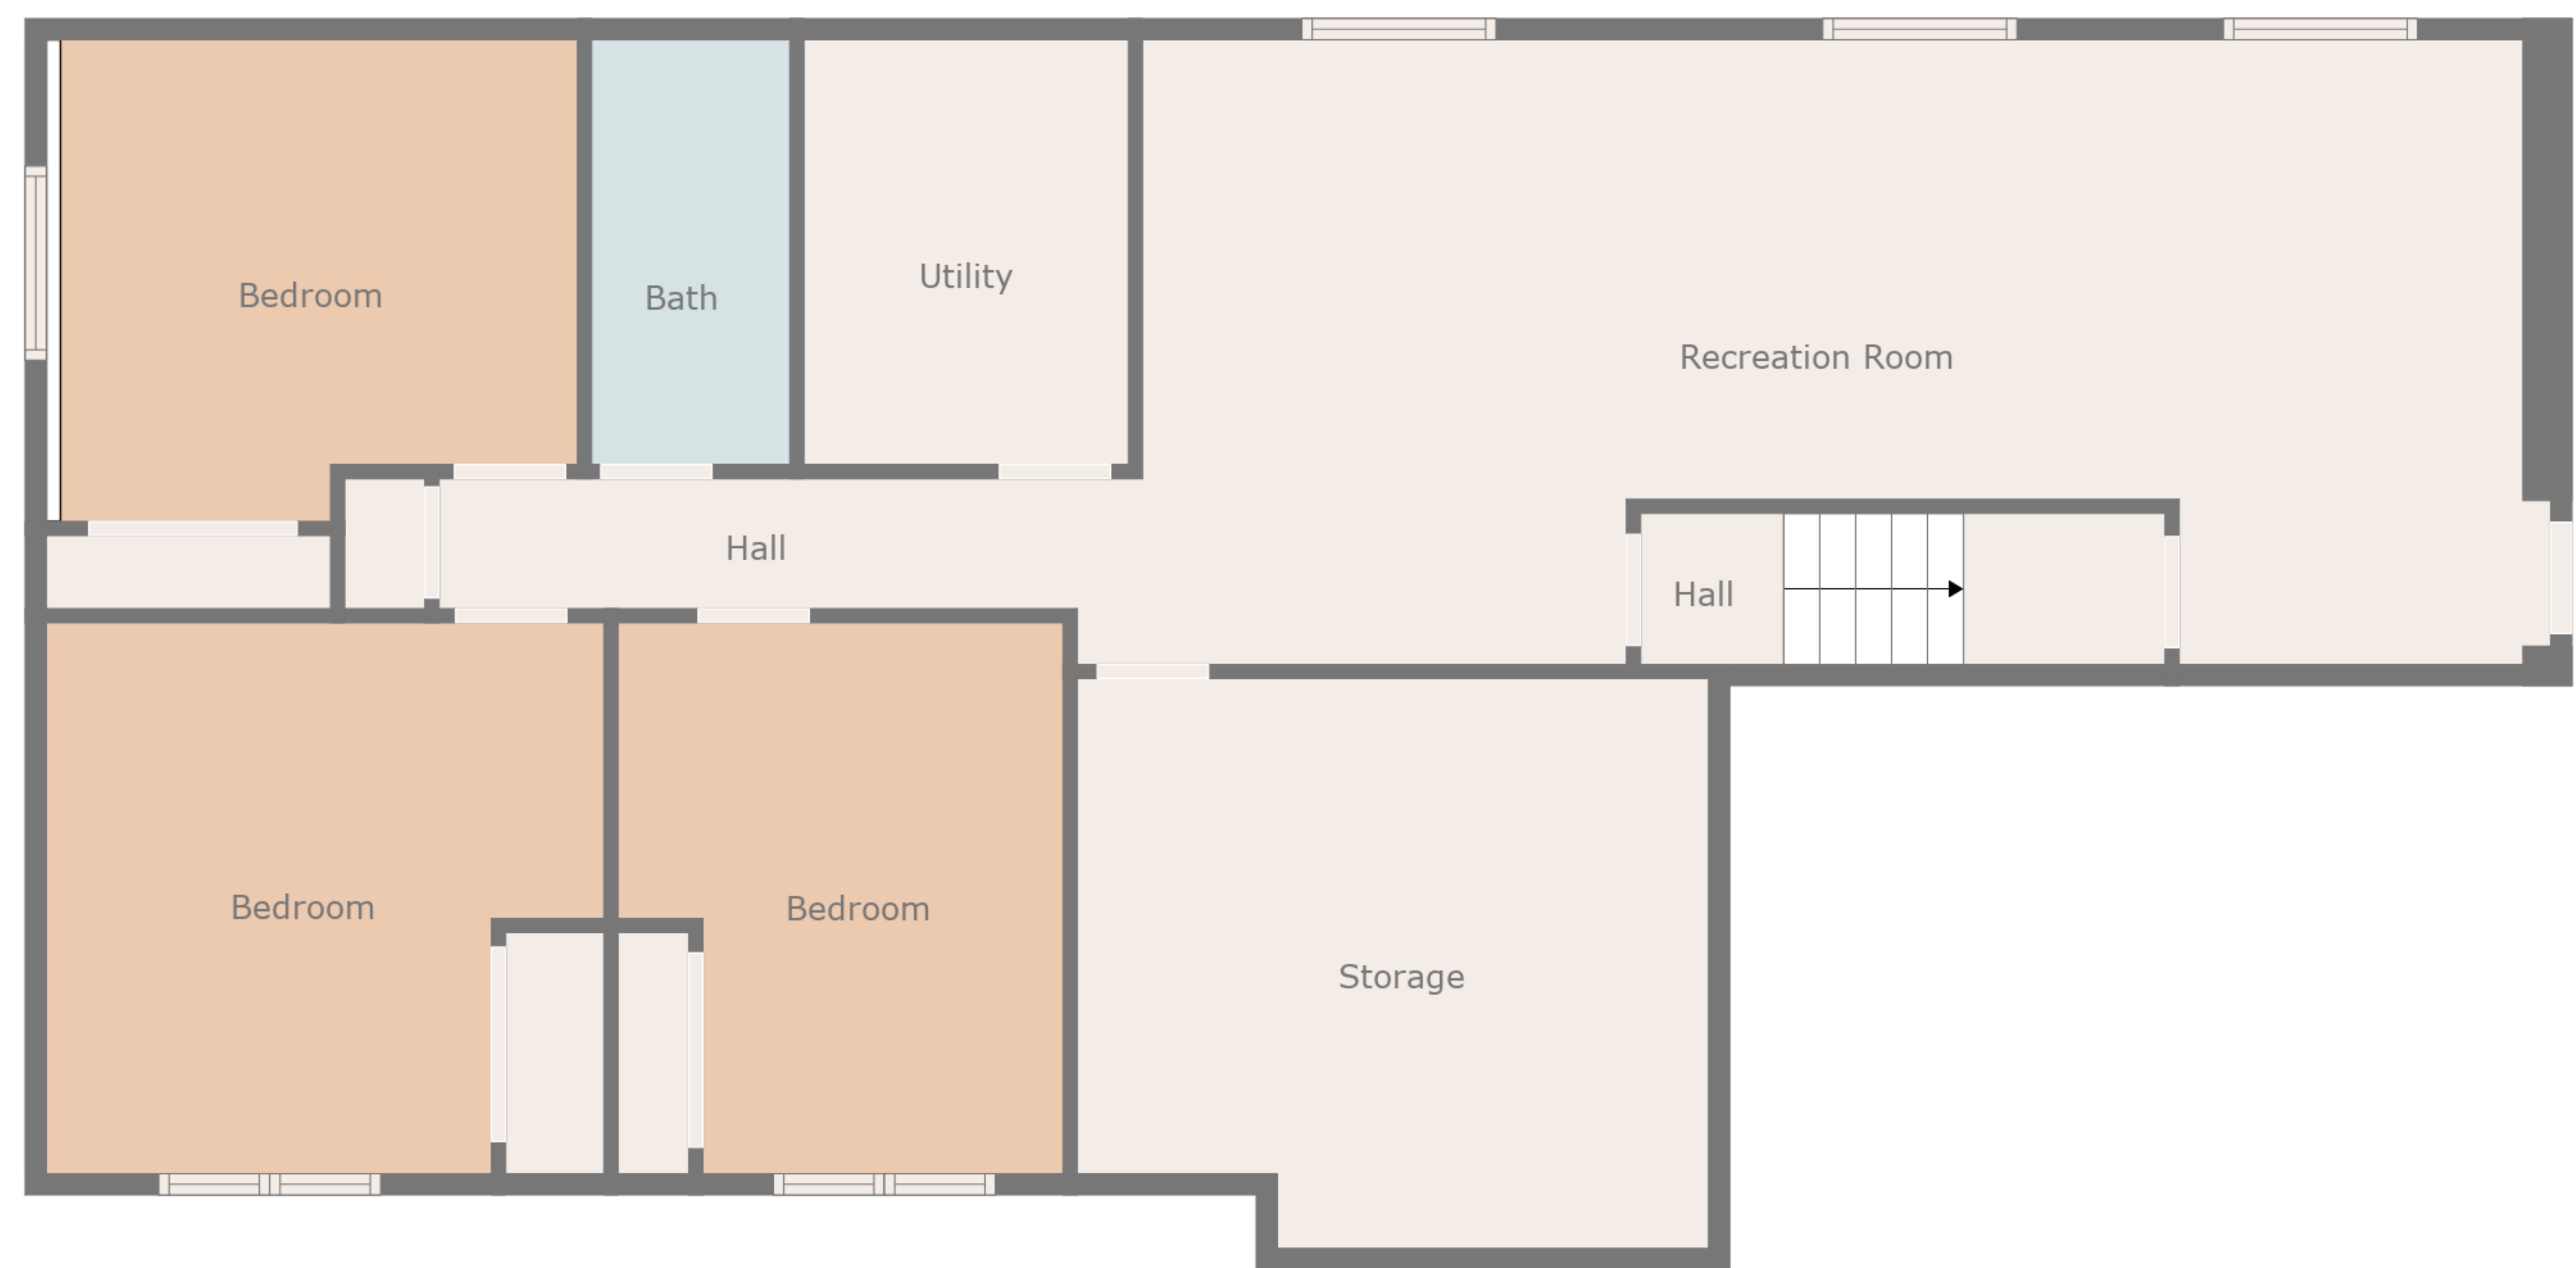 Bedroom
Bath
Utility
Recreation Room
Hall
Hall
Bedroom
Bedroom
Storage